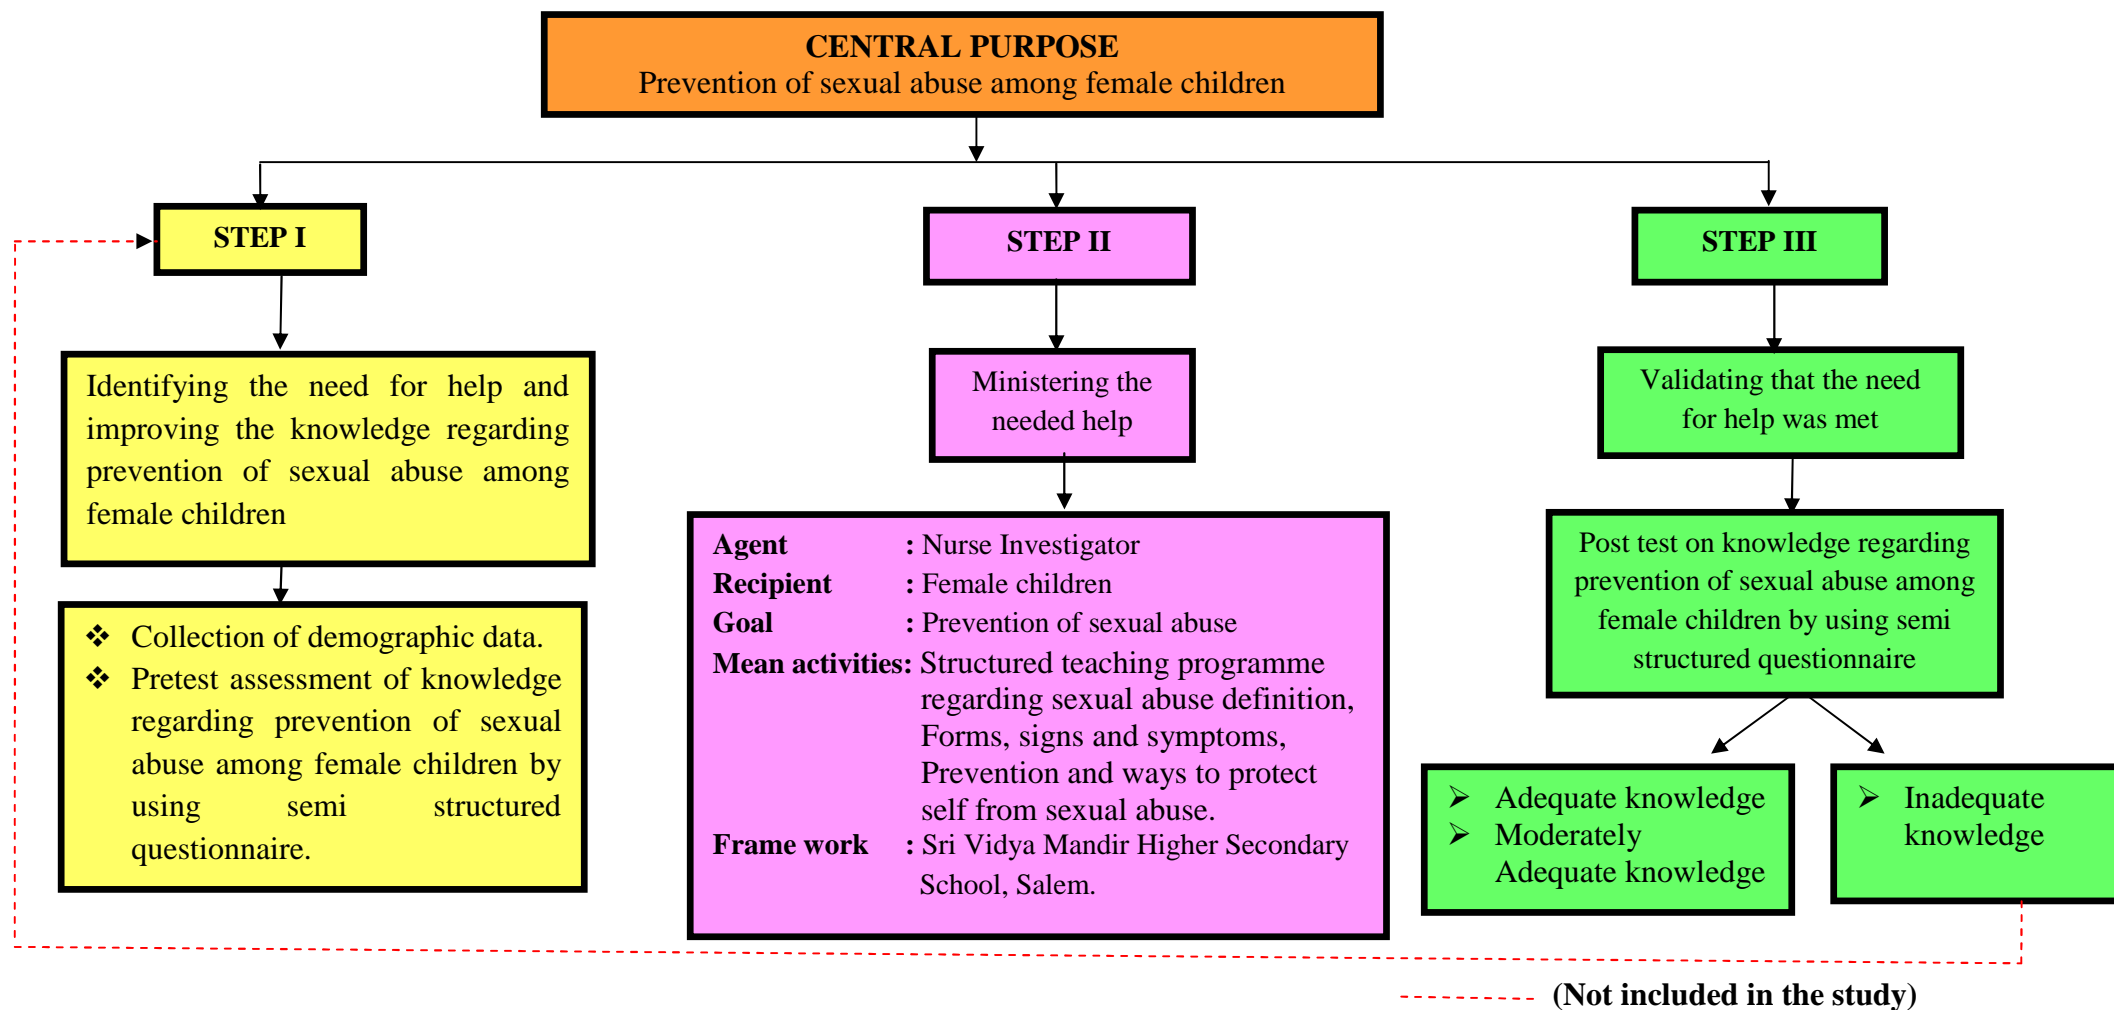 CENTRAL PURPOSE
Prevention of sexual abuse among female children
STEP I
STEP II
STEP III
Identifying the need for help and
improving the knowledge regarding
prevention of sexual abuse among
female children
Ministering the
needed help
Validating that the need
for help was met
❖ Collection of demographic data.
❖ Pretest assessment of knowledge
regarding prevention of sexual
abuse among female children by
using semi structured
questionnaire.
Agent : Nurse Investigator
Recipient : Female children
Goal : Prevention of sexual abuse
Mean activities: Structured teaching programme
regarding sexual abuse definition,
Forms, signs and symptoms,
Prevention and ways to protect
self from sexual abuse.
Frame work : Sri Vidya Mandir Higher Secondary
School, Salem.
Post test on knowledge regarding
prevention of sexual abuse among
female children by using semi
structured questionnaire
➢ Adequate knowledge
➢ Moderately
Adequate knowledge
➢ Inadequate
knowledge
(Not included in the study)